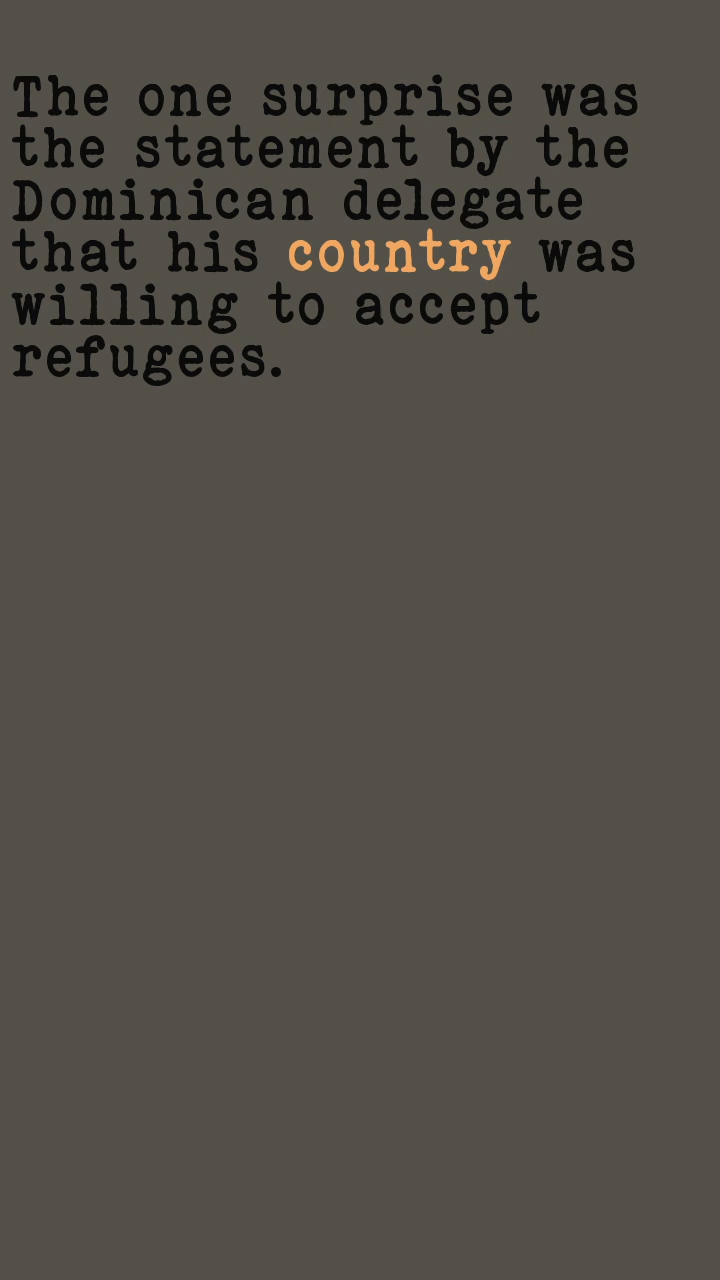 The one surprise was
the statement by the
Dominican delegate
that his country was
willing to accept
refugees.